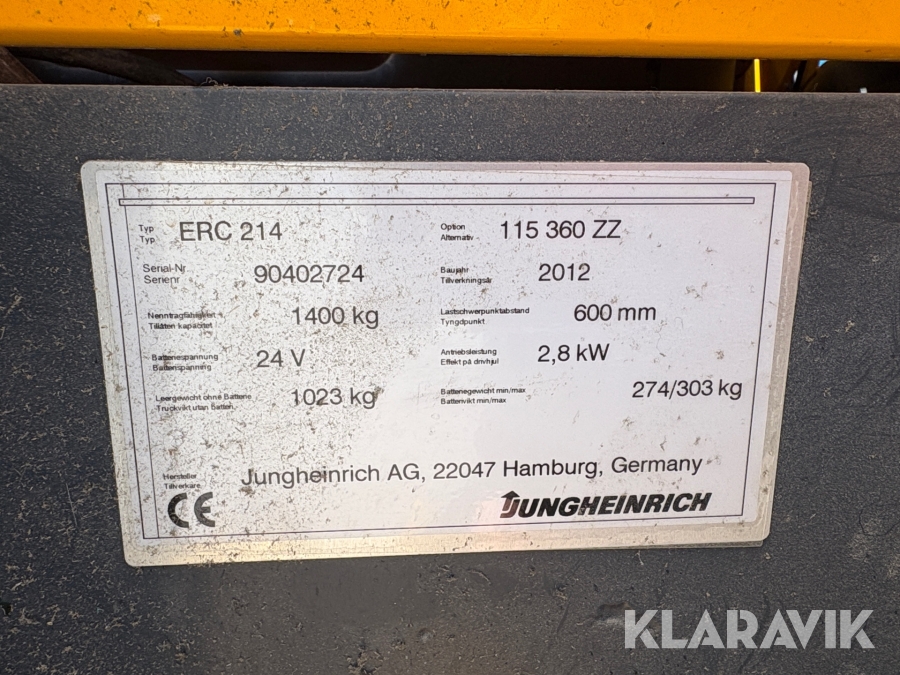 Typ ERC 214 Option 115 360 ZZ
Typ Alternativ
Serial-Nr 90402724 Baujahr 2012
Serienr Tillverkningsår
Nenntragfähigkeit 1400 kg Lastschwerpunktabstand 600 mm
Tillåten kapacitet Tyngdpunkt
Batteriespannung 24 V Antriebsleistung 2,8 kW
Batterispänning Effekt på drivhjul
Leergewicht ohne Batterie 1023 kg Batteriegewicht min/max 274/303 kg
Truckvikt utan Batteri Batterivikt min/max
Hersteller Jungheinrich AG, 22047 Hamburg, Germany
Tillverkare
CE JUNGHEINRICH
KLARAVIK